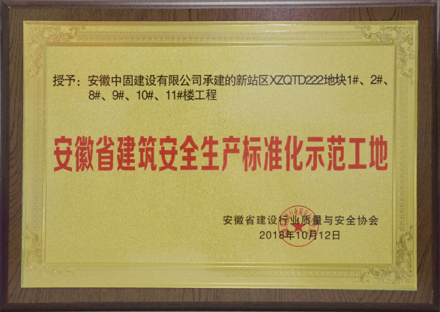 授予：安徽中固建设有限公司承建的新站区XZQTD222地块1#、2#、
8#、9#、10#、11#楼工程
安徽省建筑安全生产标准化示范工地
安徽省建设行业质量与安全协会
2018年10月12日